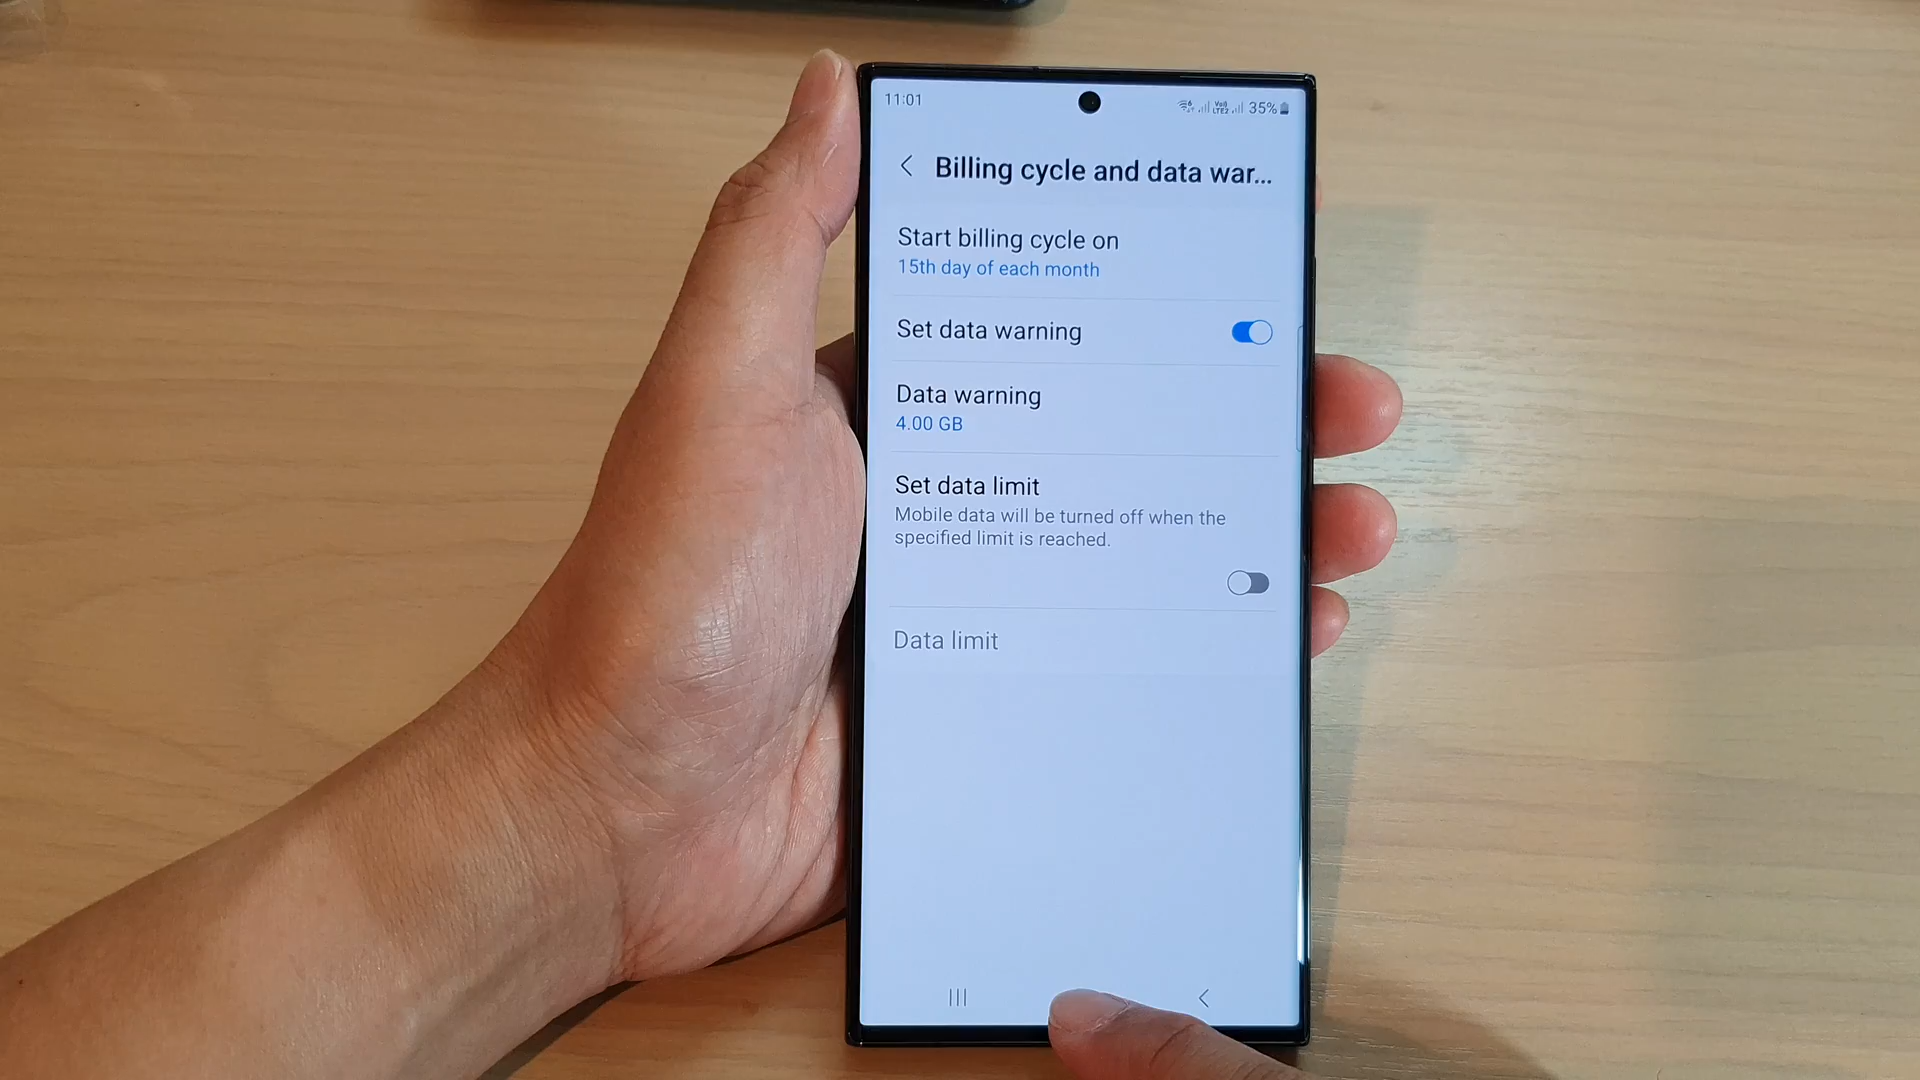 11:01
VoB LTE2 35%
Billing cycle and data war...
Start billing cycle on
15th day of each month
Set data warning
Data warning
4.00 GB
Set data limit
Mobile data will be turned off when the
specified limit is reached.
Data limit